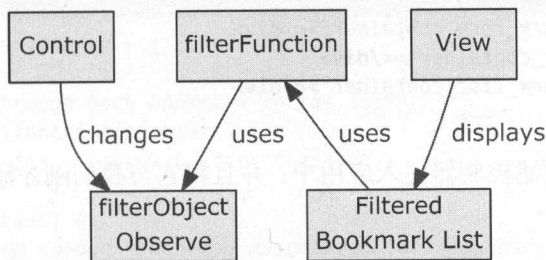 Control
filterFunction
View
changes
uses
uses
displays
filterObject
Observe
Filtered
Bookmark List